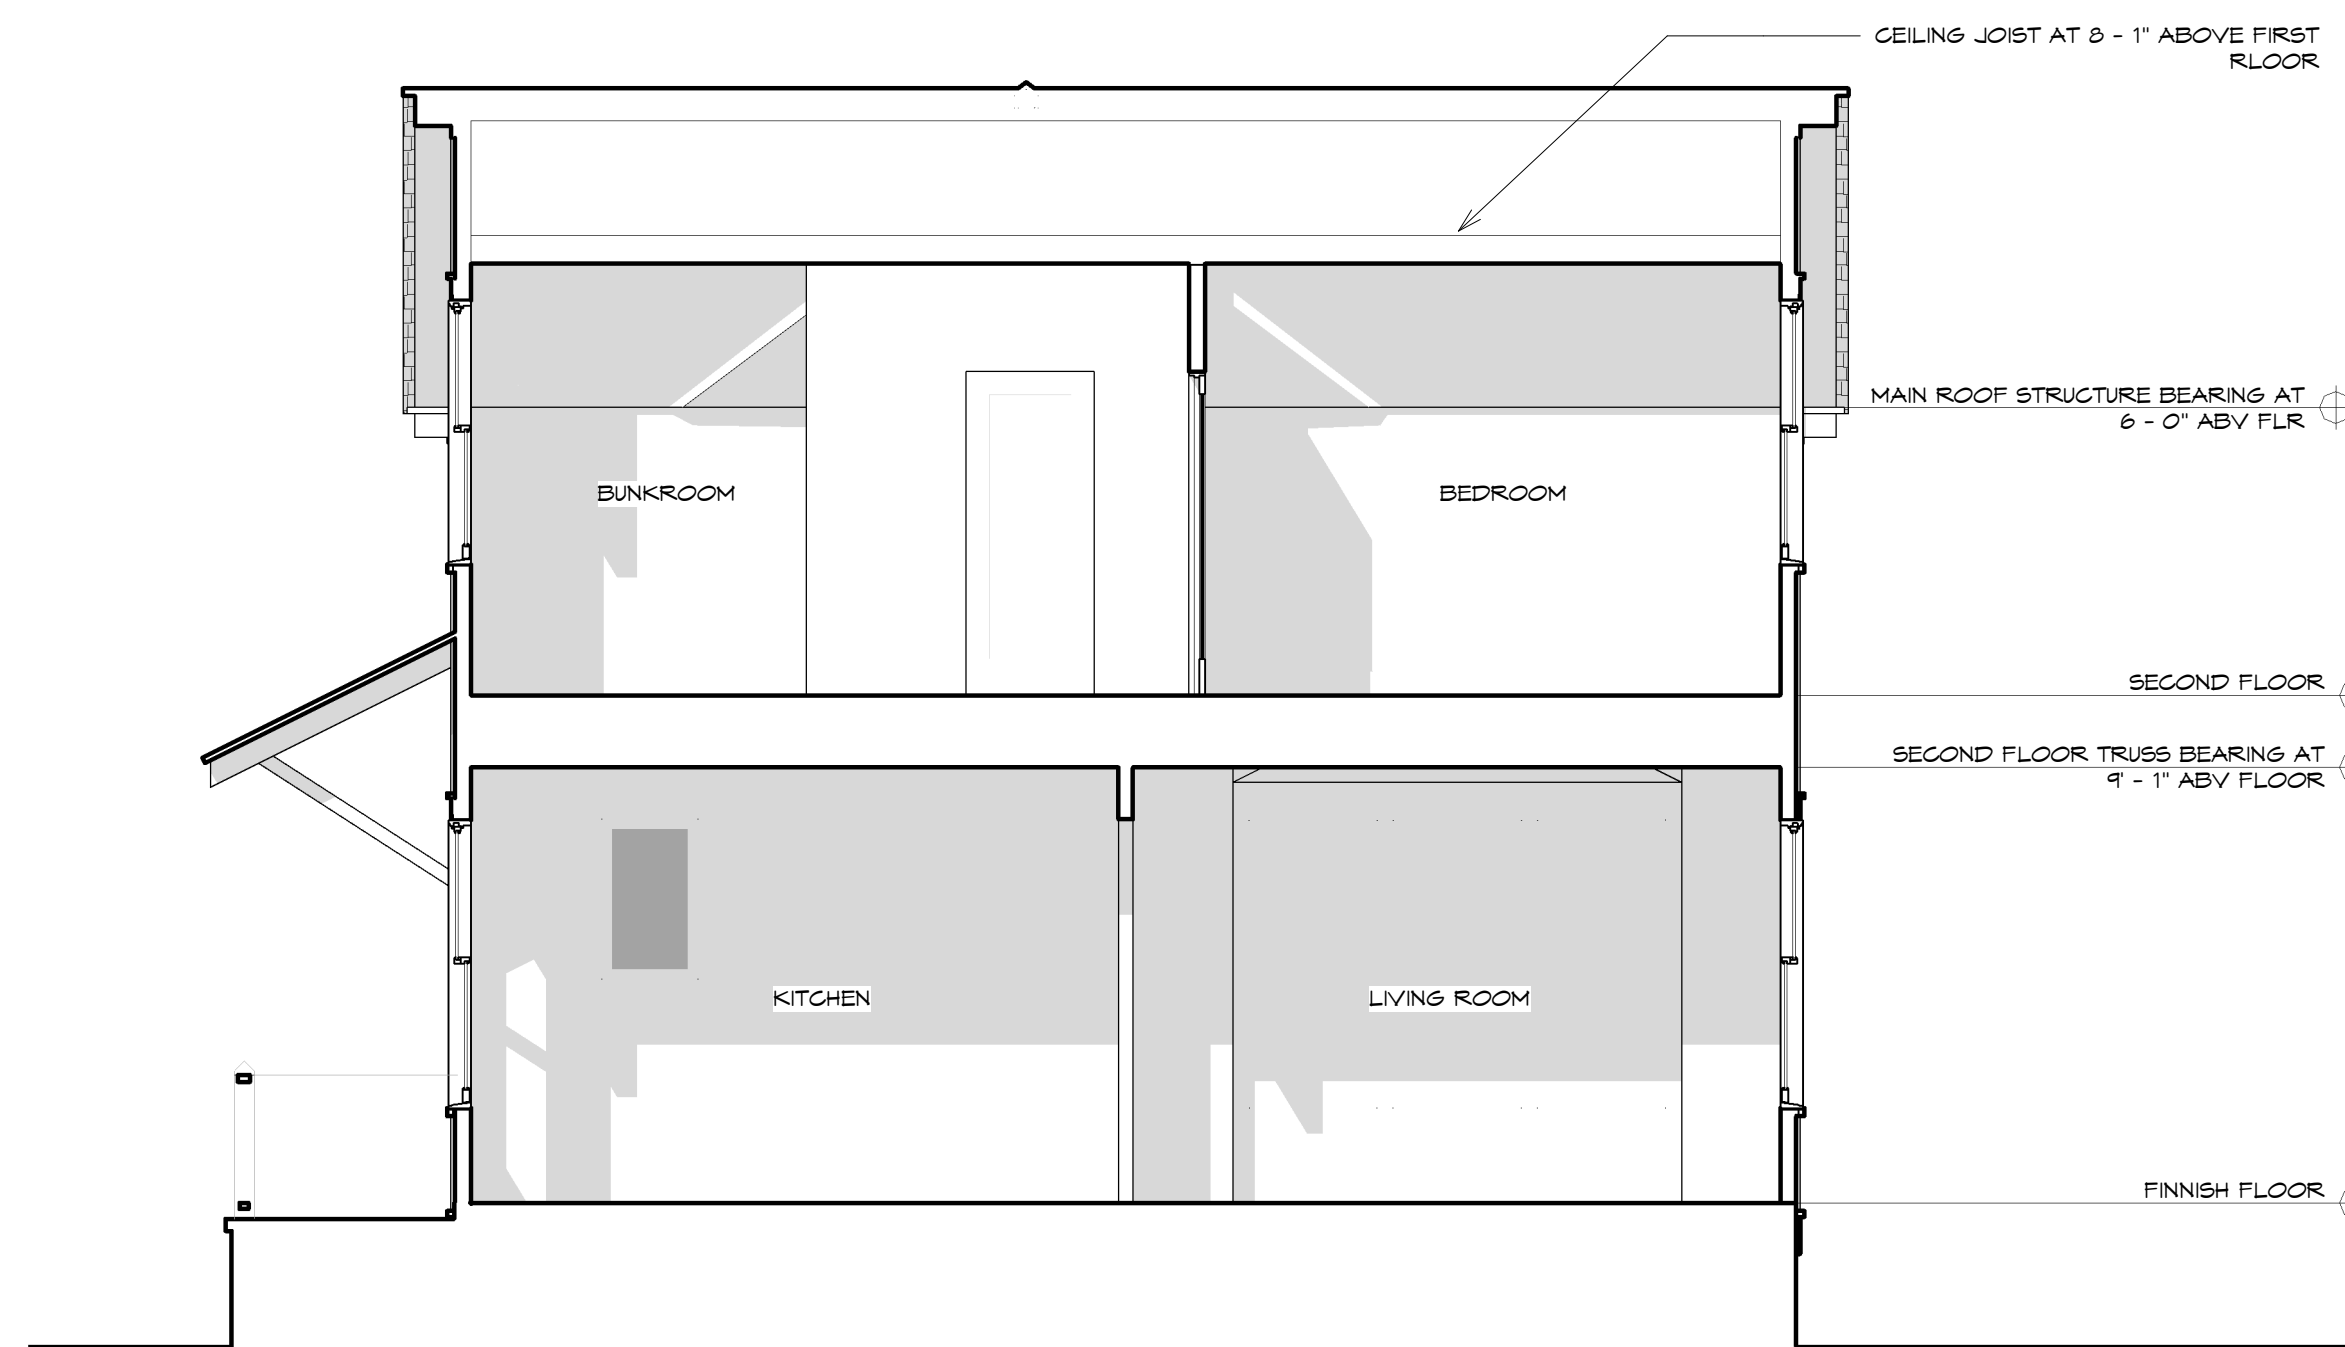 CEILING JOIST AT 8 - 1" ABOVE FIRST
RLOOR
MAIN ROOF STRUCTURE BEARING AT
6 - 0" ABV FLR
BUNKROOM
BEDROOM
SECOND FLOOR
SECOND FLOOR TRUSS BEARING AT
9' - 1" ABV FLOOR
KITCHEN
LIVING ROOM
FINNISH FLOOR